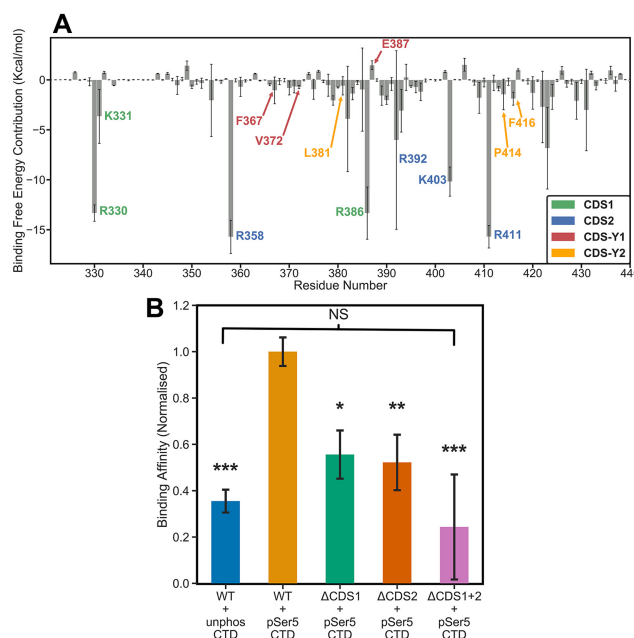 A
Binding Free Energy Contribution (Kcal/mol)
0
−5
−10
−15
E387
K331
F367
V372
L381
R392
F416
P414
K403
R330
R358
R386
R411
CDS1
CDS2
CDS-Y1
CDS-Y2
330 340 350 360 370 380 390 400 410 420 430 440
Residue Number
B
Binding Affinity (Normalised)
1.2
1.0
0.8
0.6
0.4
0.2
0.0
NS
***
*
**
***
WT + unphos CTD
WT + pSer5 CTD
ΔCDS1 + pSer5 CTD
ΔCDS2 + pSer5 CTD
ΔCDS1+2 + pSer5 CTD